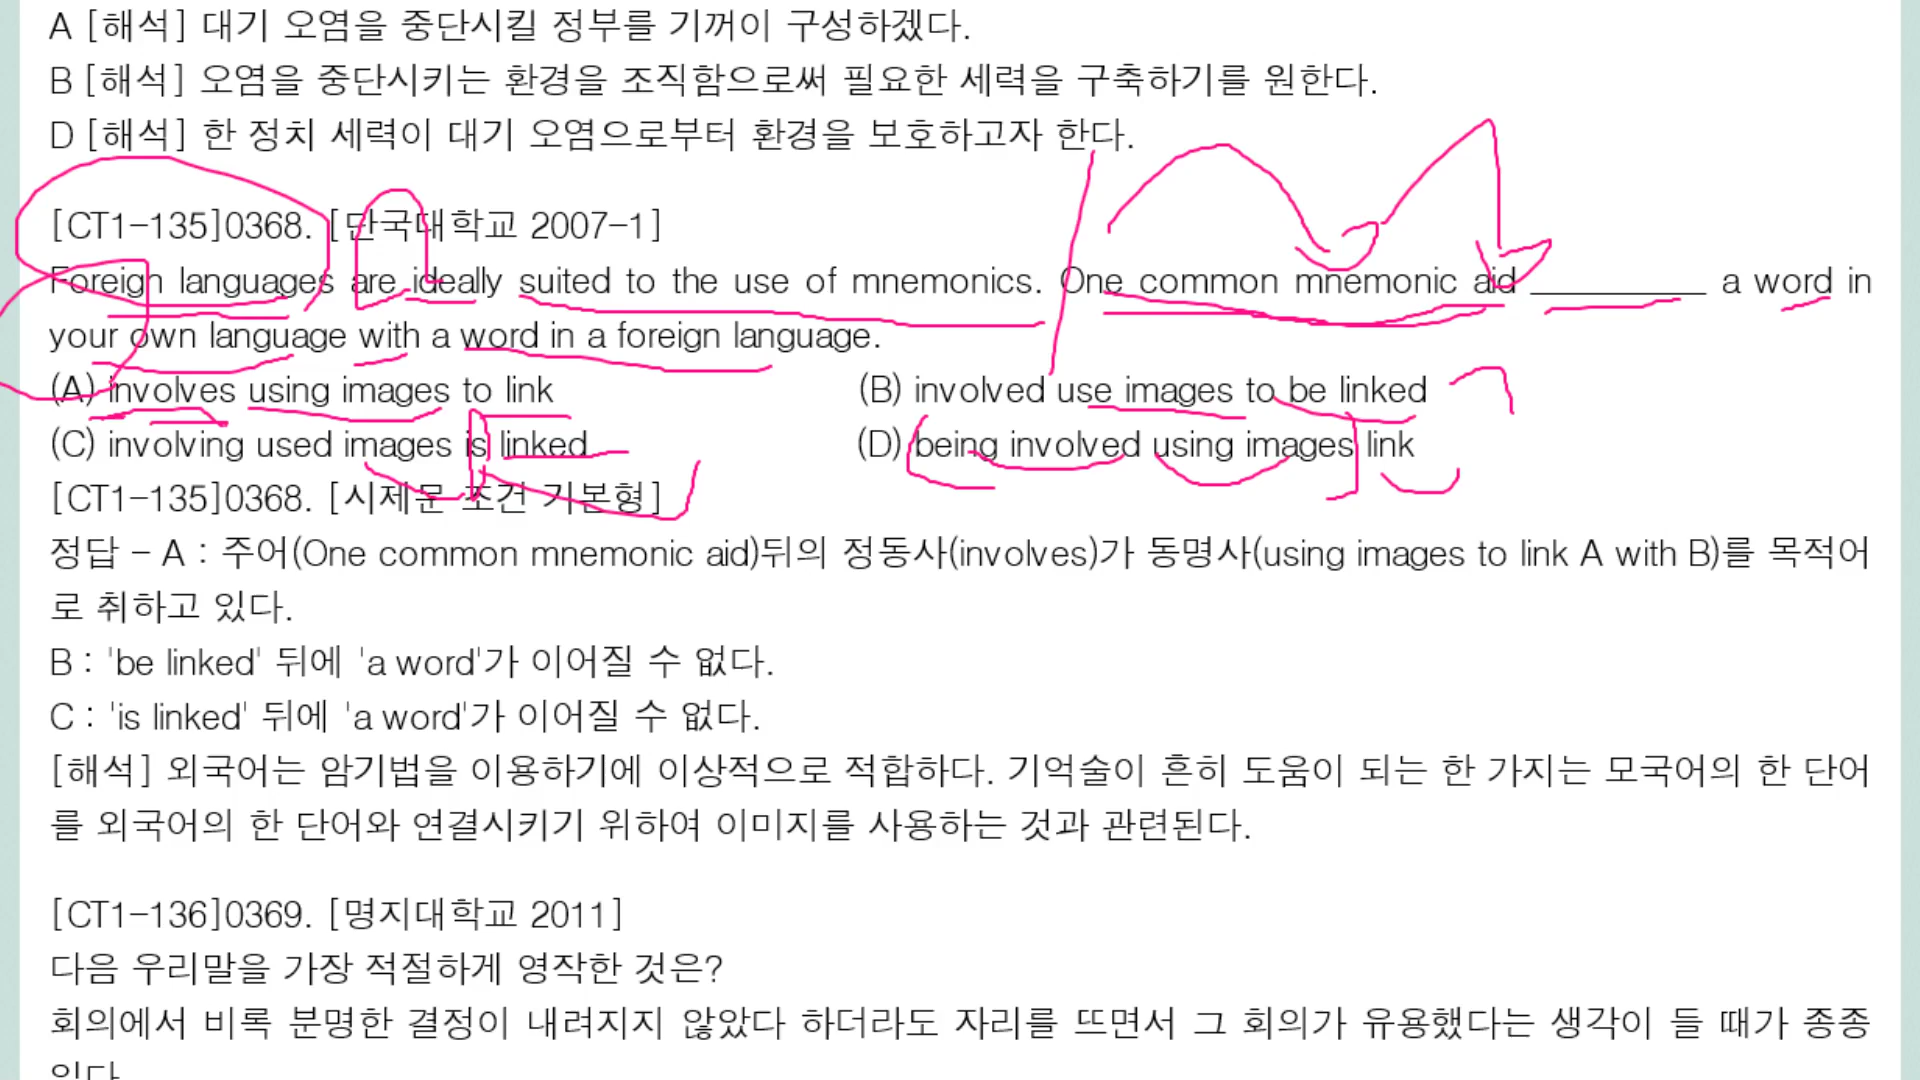 A [해석] 대기 오염을 중단시킬 정부를 기꺼이 구성하겠다.
B [해석] 오염을 중단시키는 환경을 조직함으로써 필요한 세력을 구축하기를 원한다.
D [해석] 한 정치 세력이 대기 오염으로부터 환경을 보호하고자 한다.
[CT1-135]0368. [단국대학교 2007-1]
Foreign languages are ideally suited to the use of mnemonics. One common mnemonic aid __________ a word in
your own language with a word in a foreign language.
(A) involves using images to link (B) involved use images to be linked
(C) involving used images is linked (D) being involved using images link
[CT1-135]0368. [시제문 조건 기본형]
정답 - A : 주어(One common mnemonic aid)뒤의 정동사(involves)가 동명사(using images to link A with B)를 목적어
로 취하고 있다.
B : 'be linked' 뒤에 'a word'가 이어질 수 없다.
C : 'is linked' 뒤에 'a word'가 이어질 수 없다.
[해석] 외국어는 암기법을 이용하기에 이상적으로 적합하다. 기억술이 흔히 도움이 되는 한 가지는 모국어의 한 단어
를 외국어의 한 단어와 연결시키기 위하여 이미지를 사용하는 것과 관련된다.
[CT1-136]0369. [명지대학교 2011]
다음 우리말을 가장 적절하게 영작한 것은?
회의에서 비록 분명한 결정이 내려지지 않았다 하더라도 자리를 뜨면서 그 회의가 유용했다는 생각이 들 때가 종종